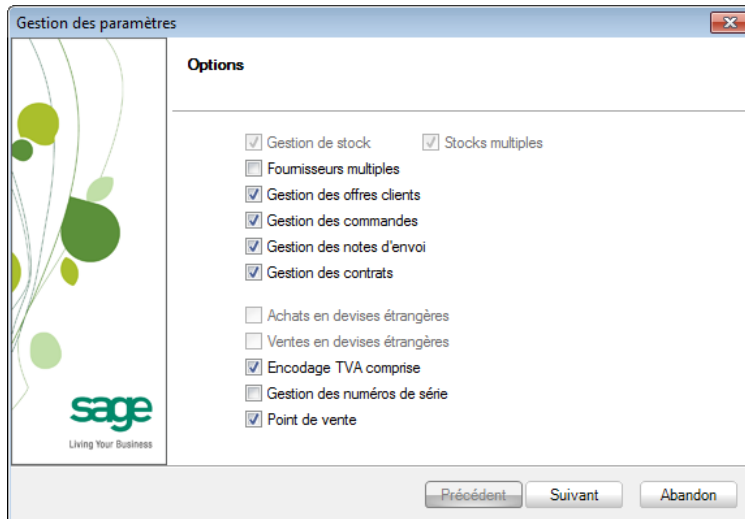 Gestion des paramètres
Options
Gestion de stock Stocks multiples
Fournisseurs multiples
Gestion des offres clients
Gestion des commandes
Gestion des notes d'envoi
Gestion des contrats
Achats en devises étrangères
Ventes en devises étrangères
Encodage TVA comprise
Gestion des numéros de série
Point de vente
sage
Living Your Business
Précédent Suivant Abandon